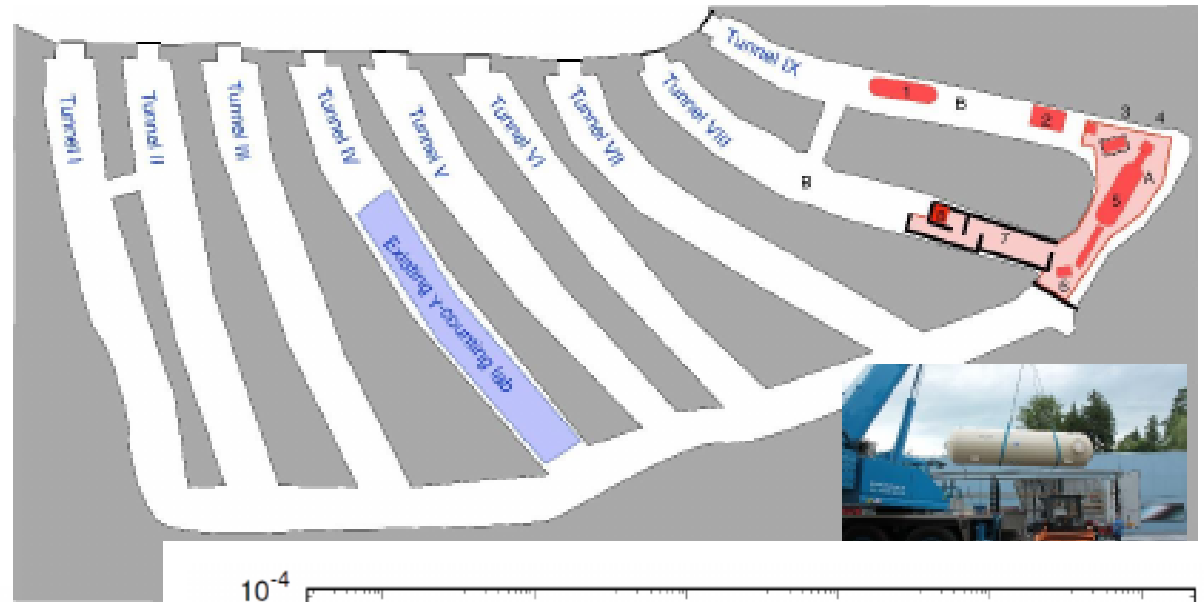 Tunnel I
Tunnel II
Tunnel III
Tunnel IV
Tunnel V
Tunnel VI
Tunnel VII
Tunnel VIII
Tunnel IX
1
B
2
3
4
A
5
B
7
6
Existing γ-counting lab
10-4